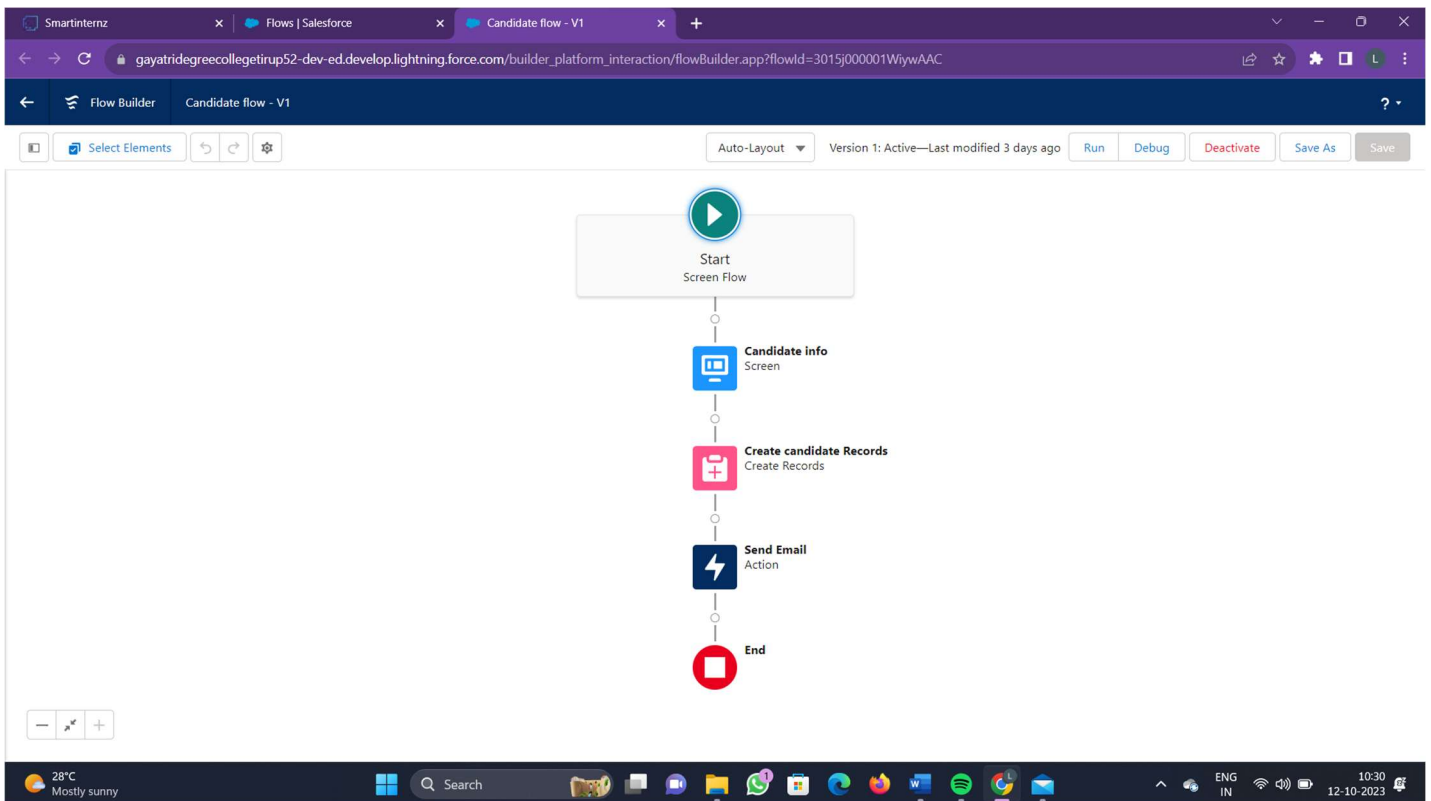 Smartinternz
Flows | Salesforce
Candidate flow - V1
gayatridegreecollegetirup52-dev-ed.develop.lightning.force.com/builder_platform_interaction/flowBuilder.app?flowId=3015j000001WiywAAC
L
Flow Builder
Candidate flow - V1
?
Select Elements
Auto-Layout
Version 1: Active—Last modified 3 days ago
Run
Debug
Deactivate
Save As
Save
Start
Screen Flow
Candidate info
Screen
Create candidate Records
Create Records
Send Email
Action
End
28°C
Mostly sunny
Search
1
L
ENG
IN
10:30
12-10-2023